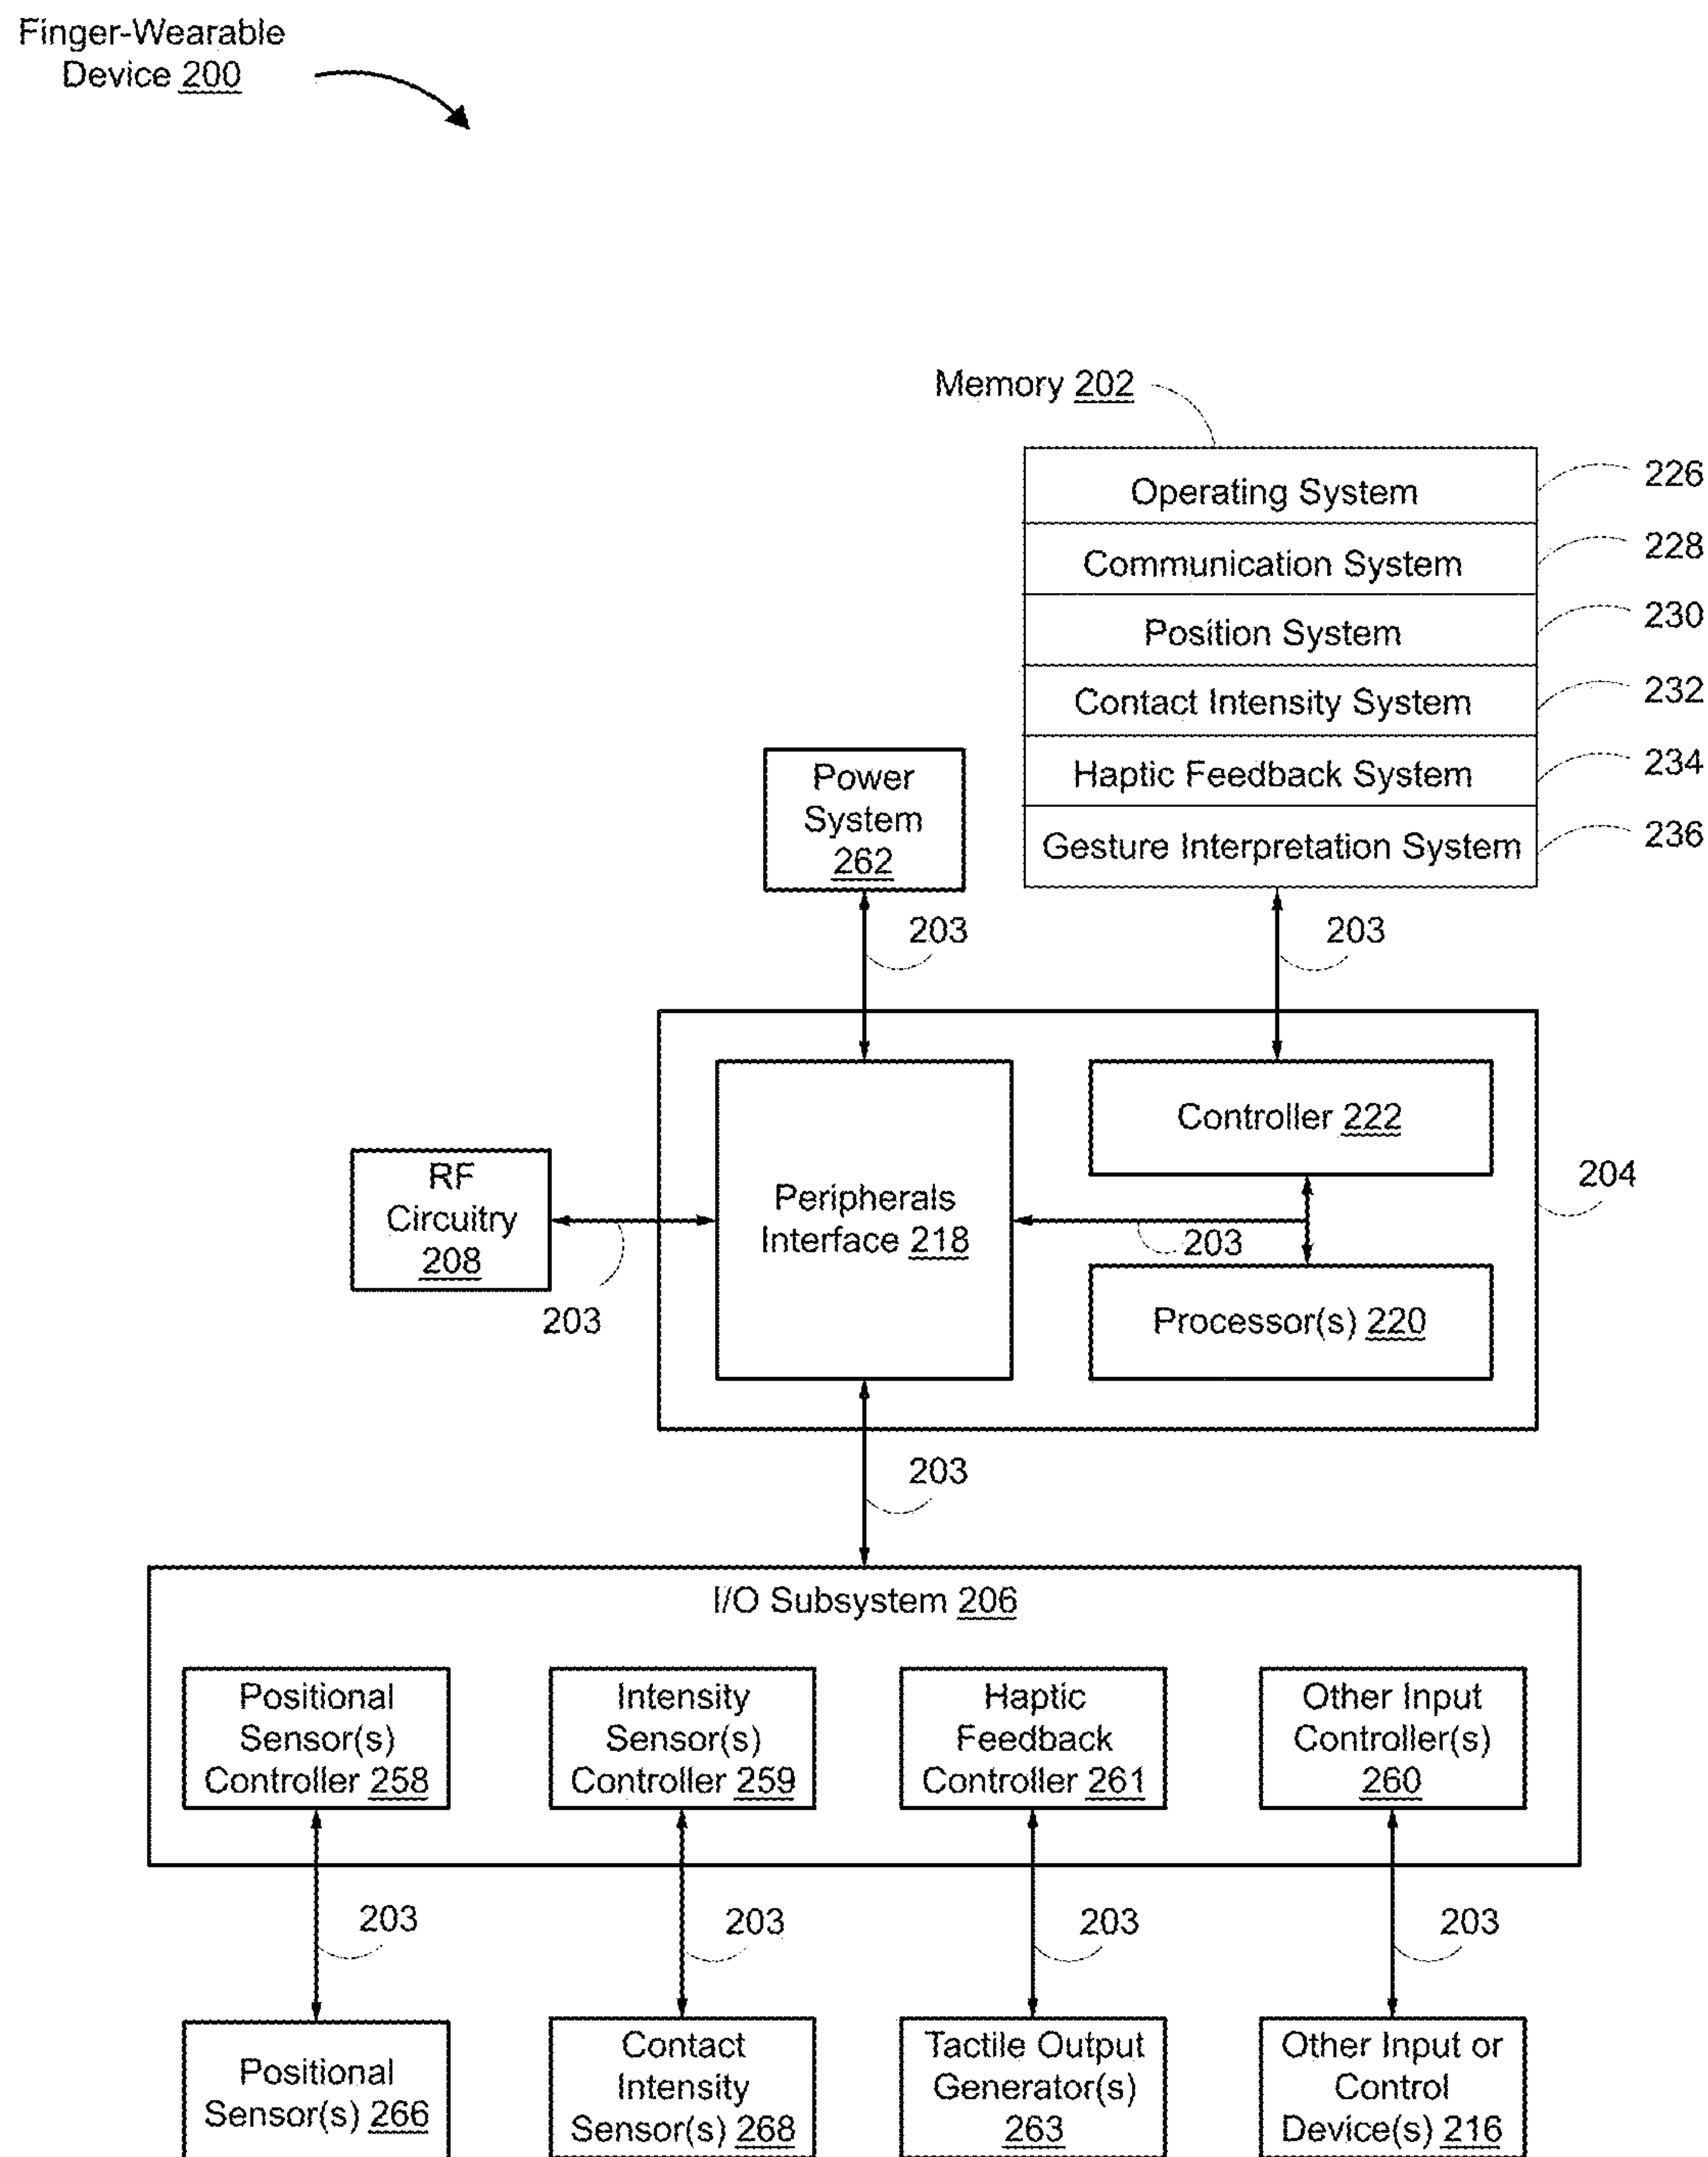 Finger-Wearable
Device 200
Memory 202
Operating System
226
Communication System
228
Position System
230
Contact Intensity System
232
Haptic Feedback System
234
Gesture Interpretation System
236
Power
System
262
203
203
Controller 222
204
RF
Circuitry
208
Peripherals
Interface 218
203
203
Processor(s) 220
203
I/O Subsystem 206
Positional
Sensor(s)
Controller 258
Intensity
Sensor(s)
Controller 259
Haptic
Feedback
Controller 261
Other Input
Controller(s)
260
203
203
203
203
Positional
Sensor(s) 266
Contact
Intensity
Sensor(s) 268
Tactile Output
Generator(s)
263
Other Input or
Control
Device(s) 216